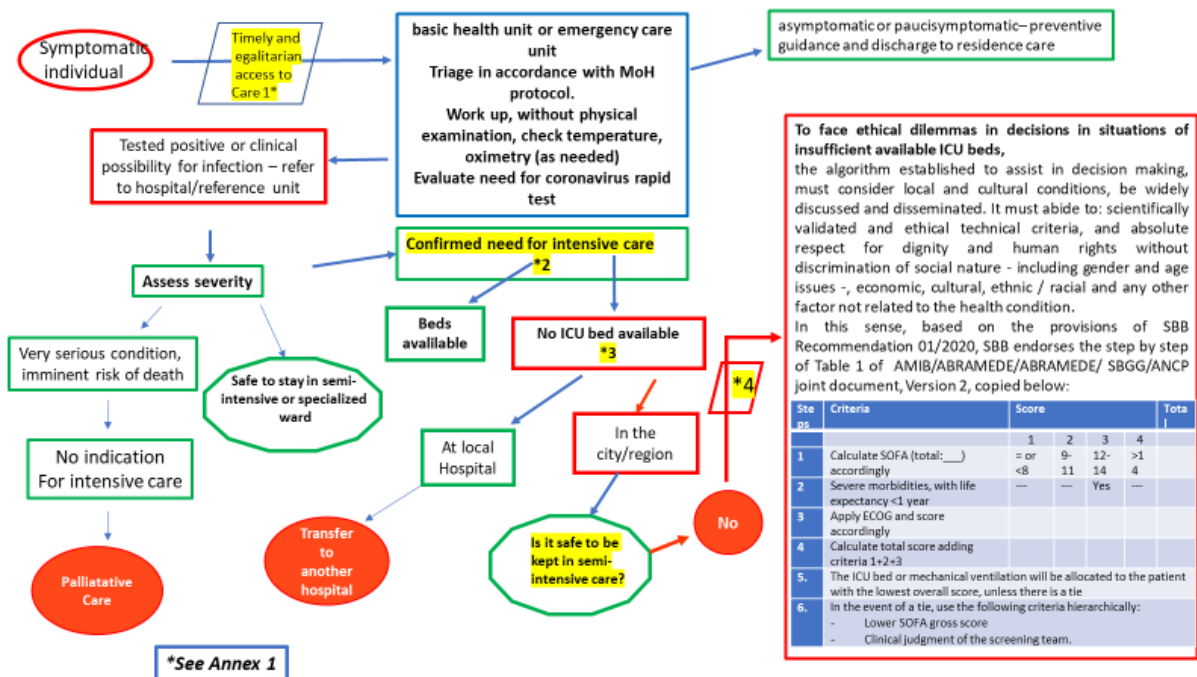 Symptomatic
individual
Timely and
egalitarian
access to
Care 1*
basic health unit or emergency care
unit
Triage in accordance with MoH
protocol.
Work up, without physical
examination, check temperature,
oximetry (as needed)
Evaluate need for coronavirus rapid
test
asymptomatic or paucisymptomatic– preventive
guidance and discharge to residence care
Tested positive or clinical
possibility for infection – refer
to hospital/reference unit
Assess severity
Confirmed need for intensive care
*2
Beds
available
No ICU bed available
*3
Very serious condition,
imminent risk of death
Safe to stay in semi-
intensive or specialized
ward
No indication
For intensive care
Palliatative
Care
At local
Hospital
Transfer
to
another
hospital
In the
city/region
Is it safe to be
kept in semi-
intensive care?
No
*4
To face ethical dilemmas in decisions in situations of
insufficient available ICU beds,
the algorithm established to assist in decision making,
must consider local and cultural conditions, be widely
discussed and disseminated. It must abide to: scientifically
validated and ethical technical criteria, and absolute
respect for dignity and human rights without
discrimination of social nature - including gender and age
issues -, economic, cultural, ethnic / racial and any other
factor not related to the health condition.
In this sense, based on the provisions of SBB
Recommendation 01/2020, SBB endorses the step by step
of Table 1 of AMIB/ABRAMEDE/ABRAMEDE/ SBGG/ANCP
joint document, Version 2, copied below:
Ste Criteria Score Tota
ps l
1 2 3 4
1 Calculate SOFA (total:___) = or 9- 12- >1
accordingly <8 11 14 4
2 Severe morbidities, with life --- --- Yes ---
expectancy <1 year
3 Apply ECOG and score
accordingly
4 Calculate total score adding
criteria 1+2+3
5. The ICU bed or mechanical ventilation will be allocated to the patient
with the lowest overall score, unless there is a tie
6. In the event of a tie, use the following criteria hierarchically:
- Lower SOFA gross score
- Clinical judgment of the screening team.
*See Annex 1